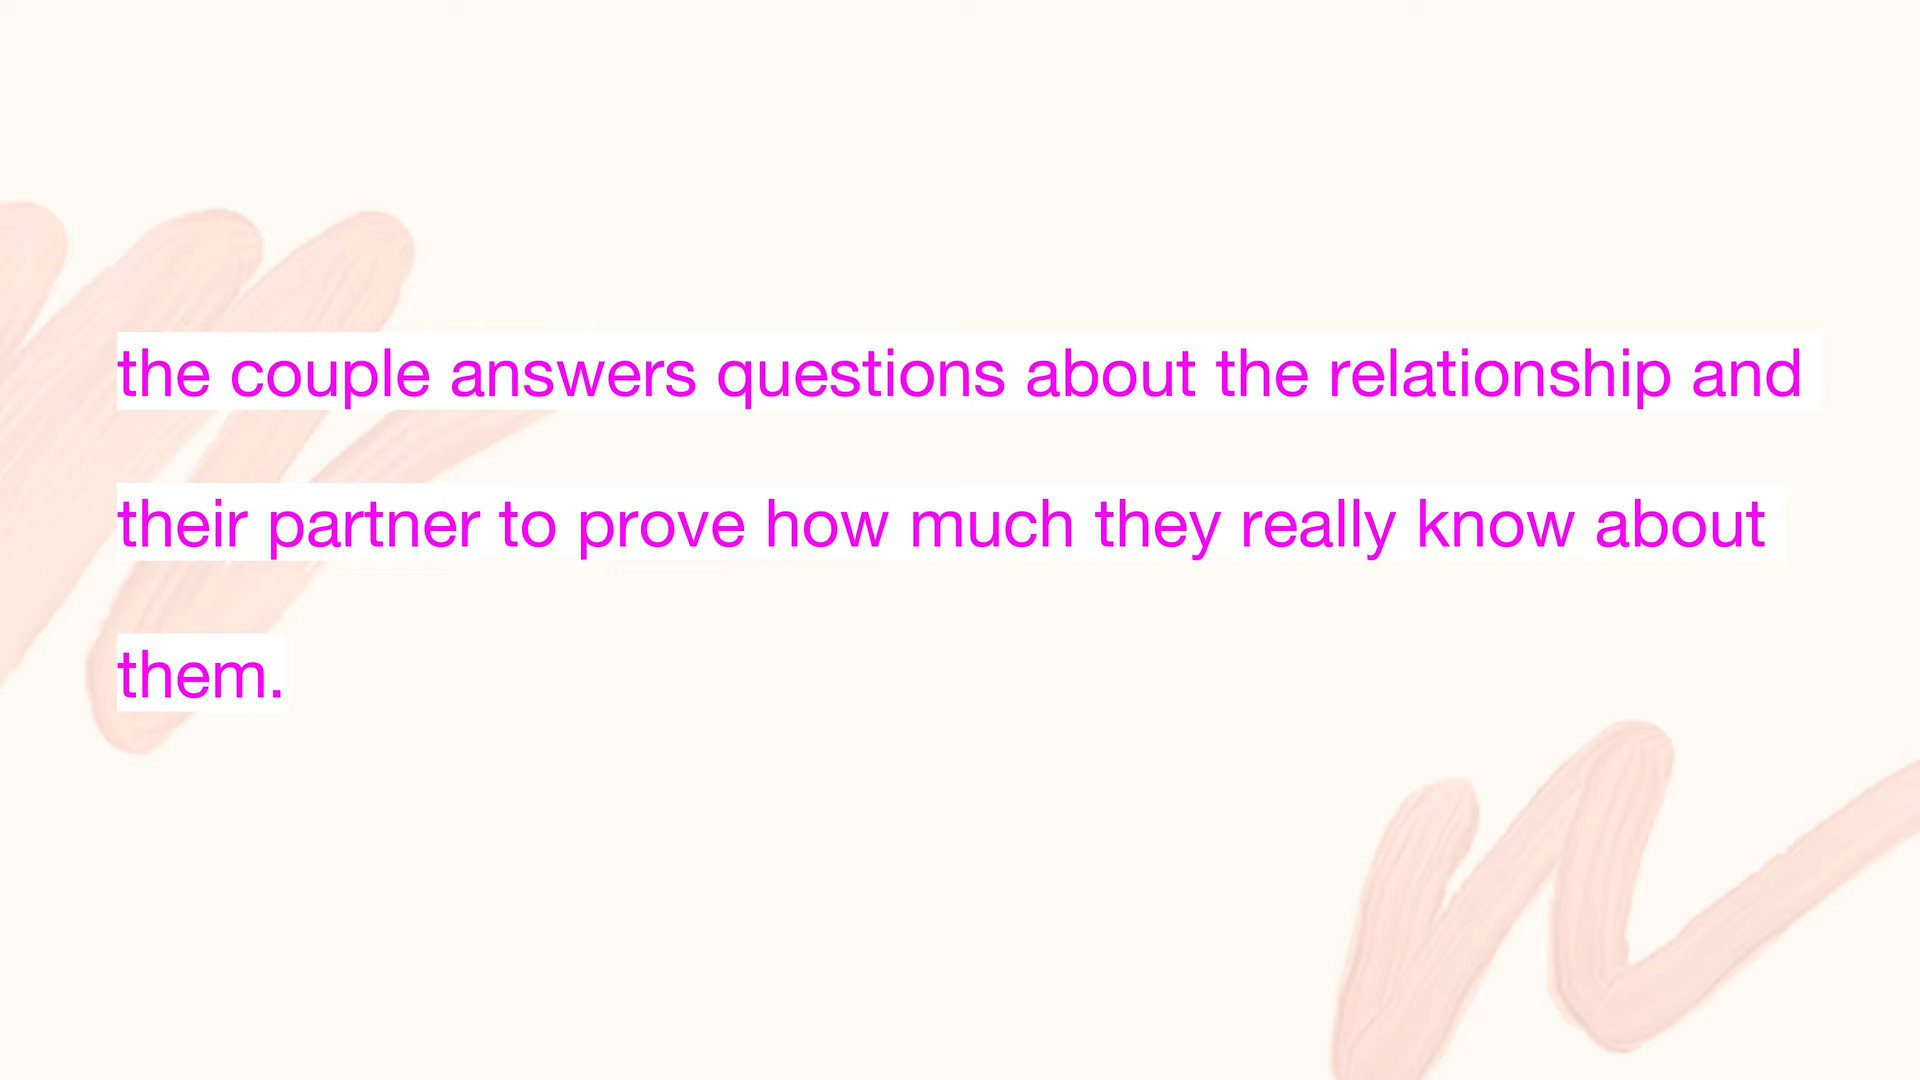 the couple answers questions about the relationship and
their partner to prove how much they really know about
them.